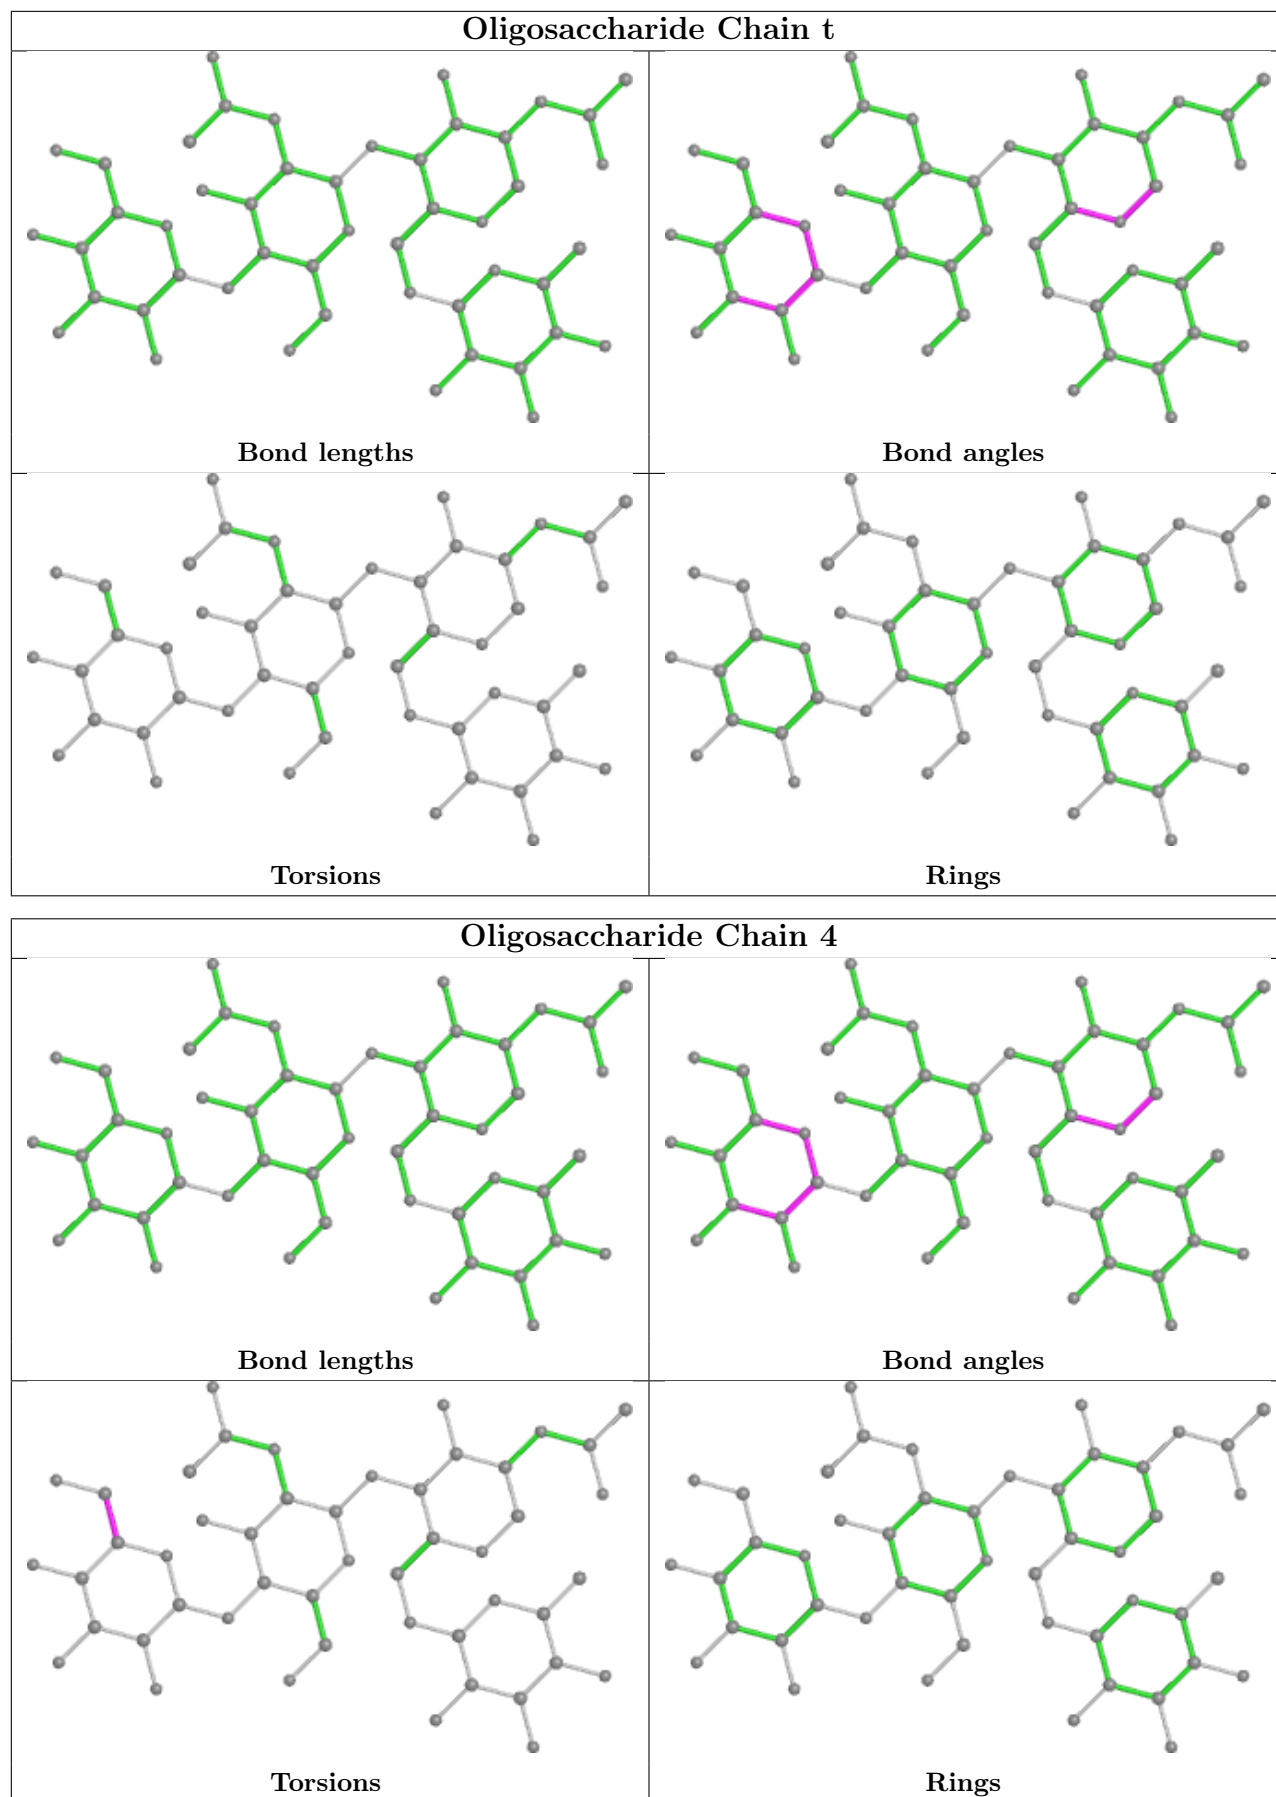 Oligosaccharide Chain t
Bond lengths
Bond angles
Torsions
Rings
Oligosaccharide Chain 4
Bond lengths
Bond angles
Torsions
Rings